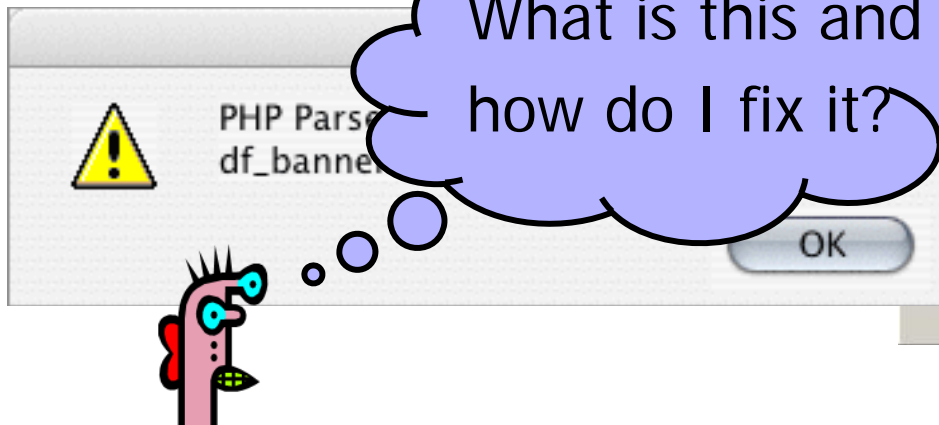 What is this and
how do I fix it?
PHP Parse
df_banne
OK